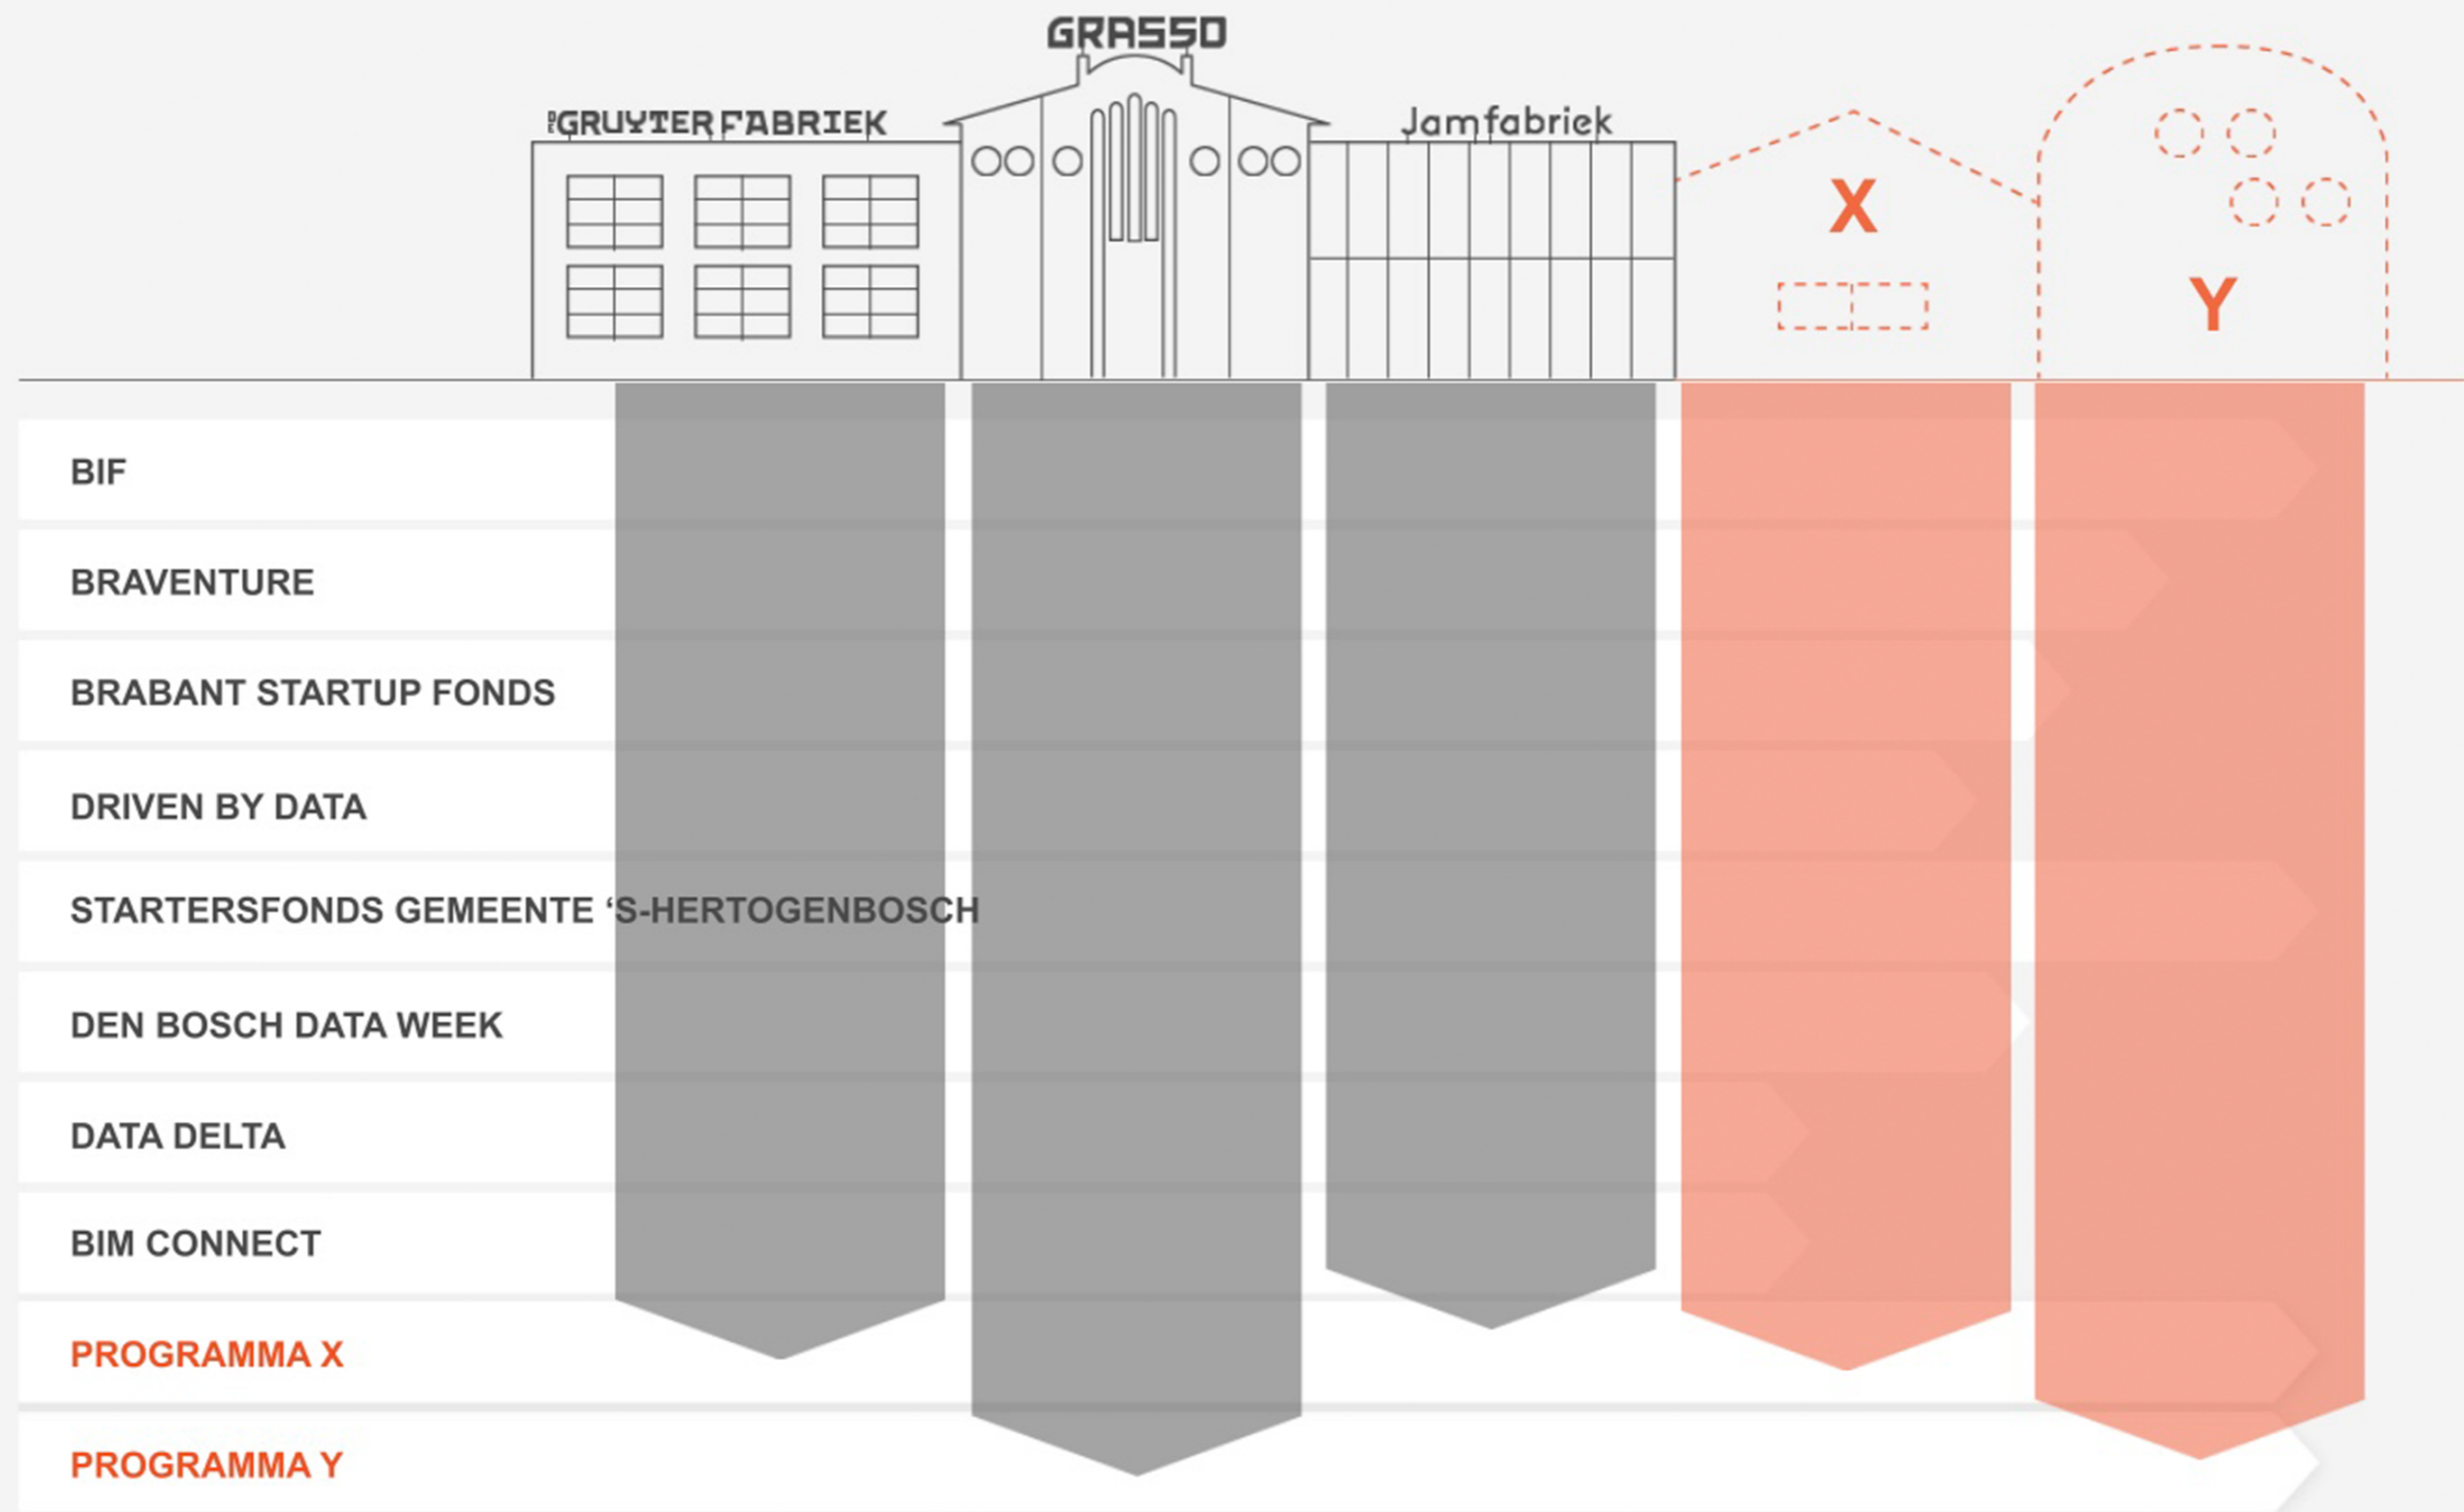 GRASSO
DE GRUYTER FABRIEK
Jamfabriek
X
Y
BIF
BRAVENTURE
BRABANT STARTUP FONDS
DRIVEN BY DATA
STARTERSFONDS GEMEENTE ‘S-HERTOGENBOSCH
DEN BOSCH DATA WEEK
DATA DELTA
BIM CONNECT
PROGRAMMA X
PROGRAMMA Y